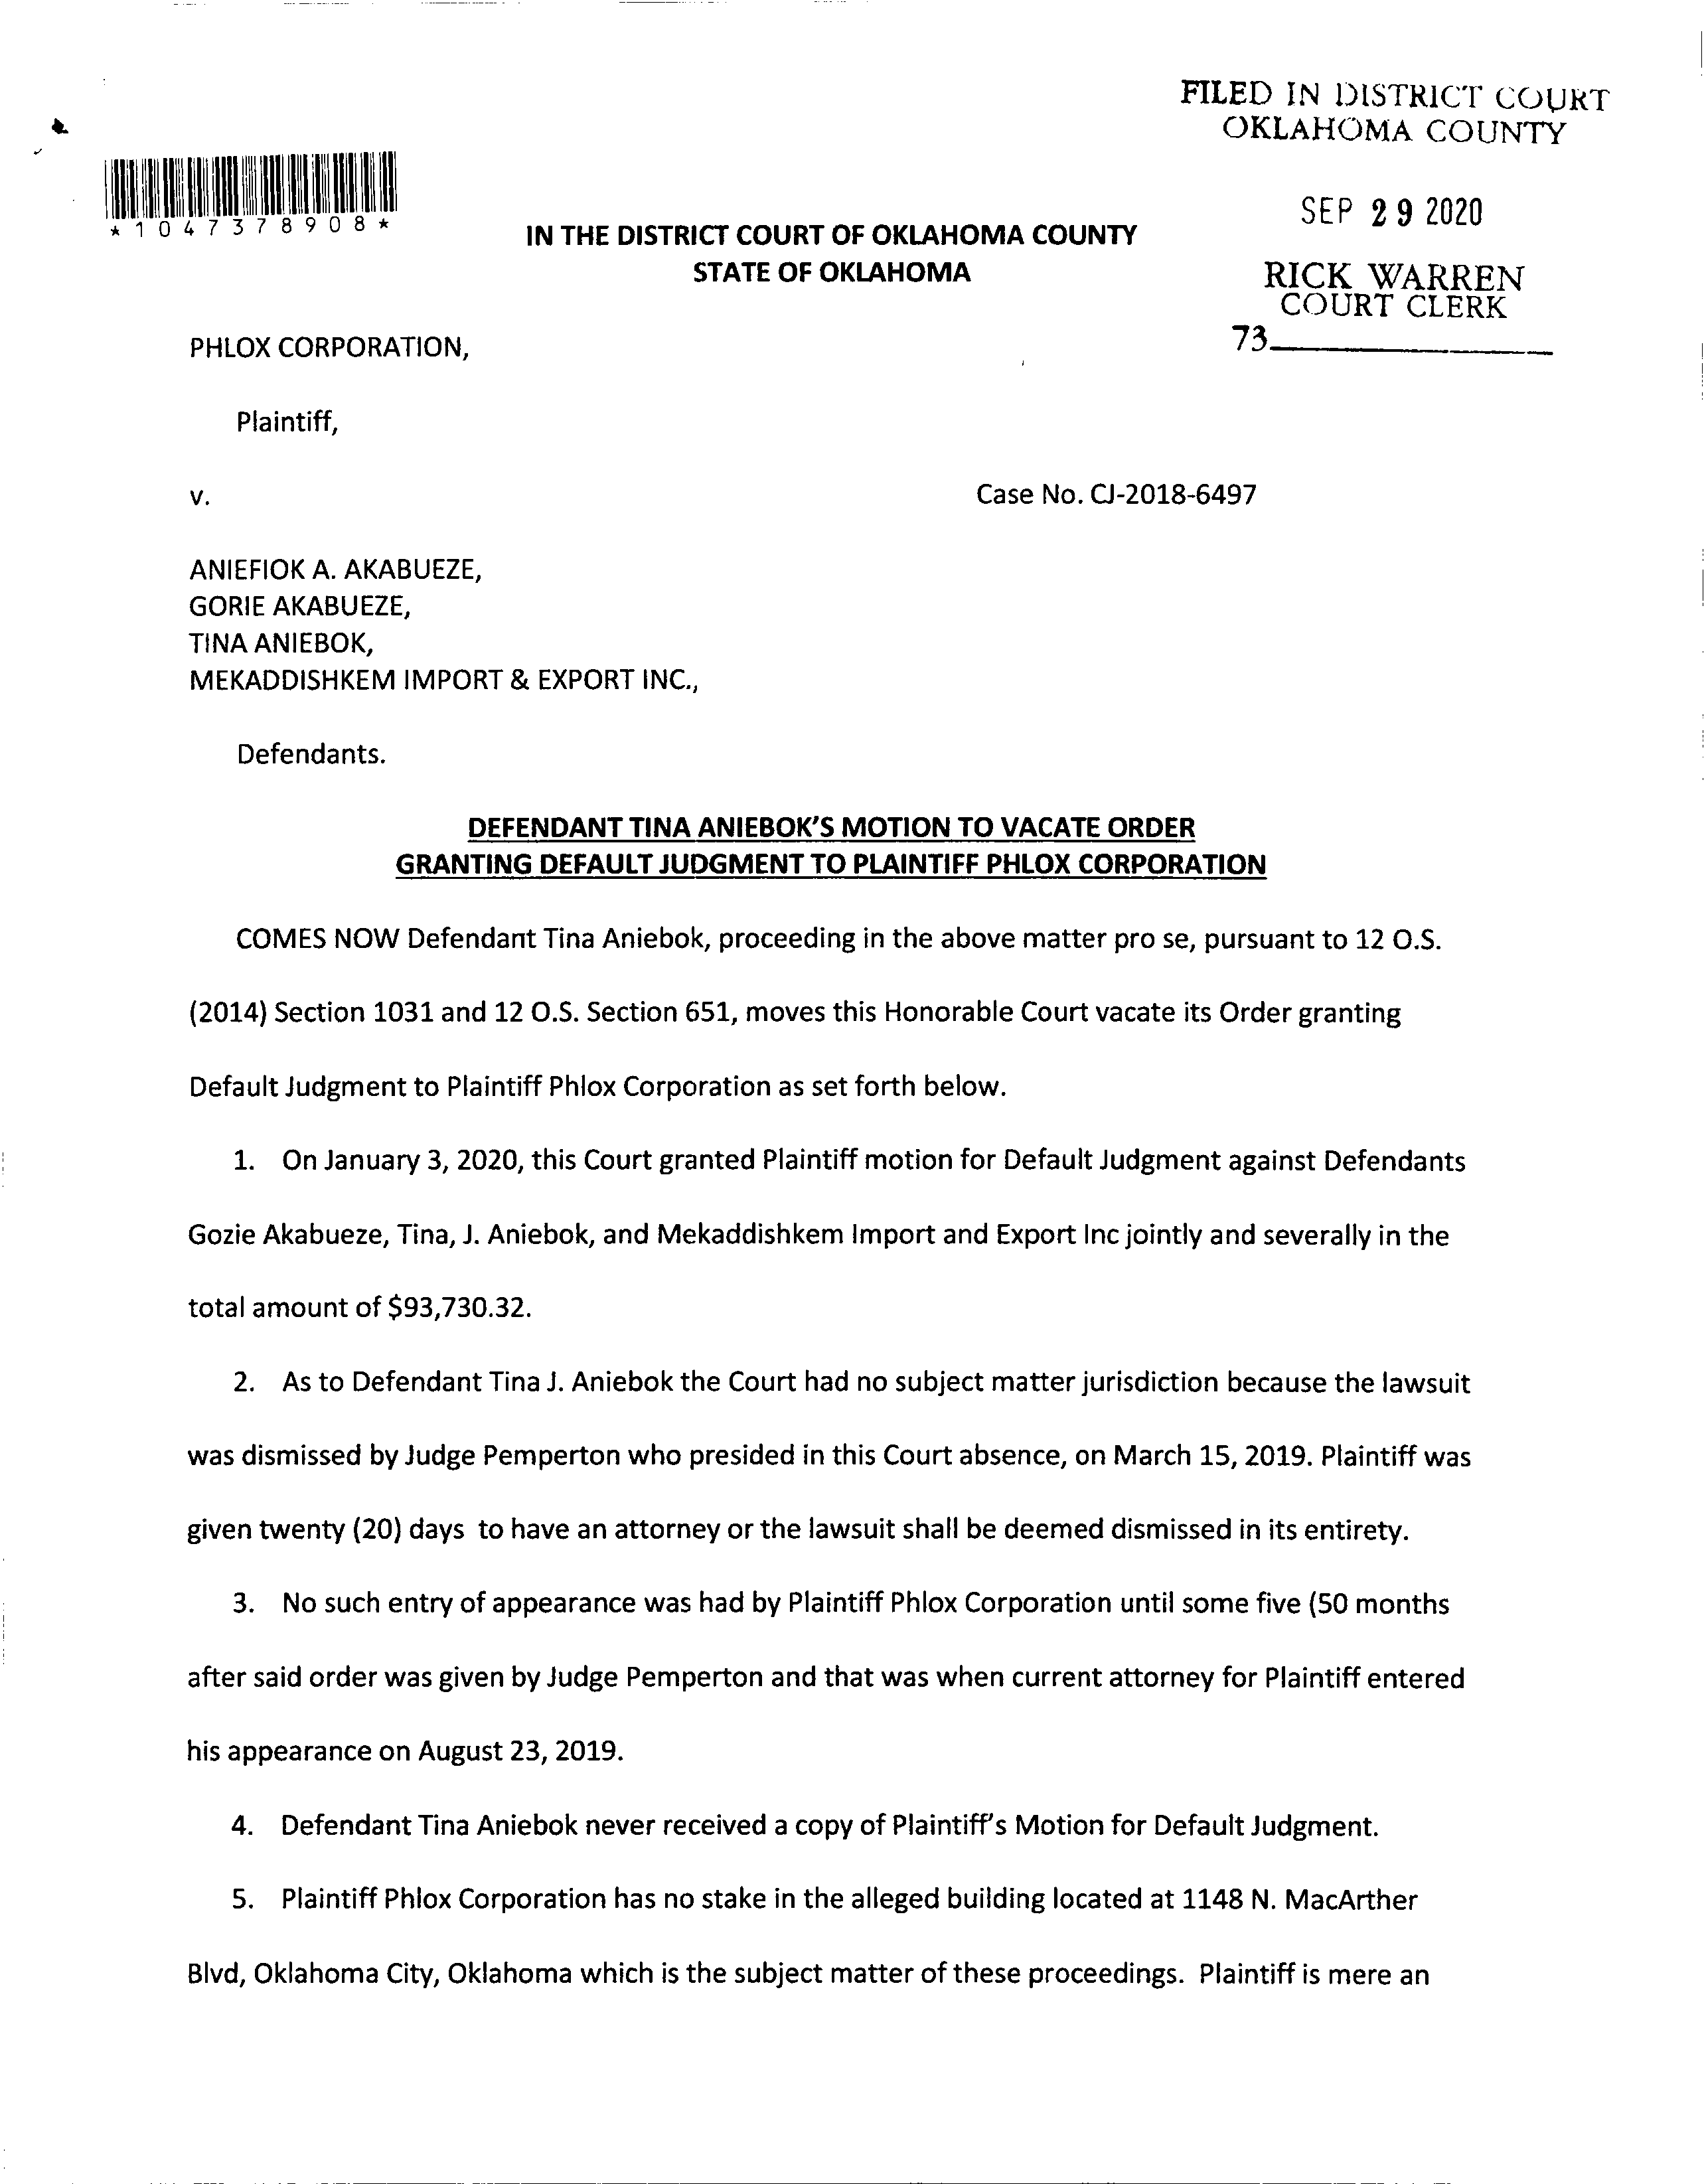 FILED IN DISTRICT COURT
OKLAHOMA COUNTY
SEP 29 2020
RICK WARREN
COURT CLERK
73
*1047378908*
IN THE DISTRICT COURT OF OKLAHOMA COUNTY
STATE OF OKLAHOMA
PHLOX CORPORATION,
Plaintiff,
v.
Case No. CJ-2018-6497
ANIEFIOK A. AKABUEZE,
GORIE AKABUEZE,
TINA ANIEBOK,
MEKADDISHKEM IMPORT & EXPORT INC.,
Defendants.
DEFENDANT TINA ANIEBOK'S MOTION TO VACATE ORDER
GRANTING DEFAULT JUDGMENT TO PLAINTIFF PHLOX CORPORATION
COMES NOW Defendant Tina Aniebok, proceeding in the above matter pro se, pursuant to 12 O.S.
(2014) Section 1031 and 12 O.S. Section 651, moves this Honorable Court vacate its Order granting
Default Judgment to Plaintiff Phlox Corporation as set forth below.
1. On January 3, 2020, this Court granted Plaintiff motion for Default Judgment against Defendants
Gozie Akabueze, Tina, J. Aniebok, and Mekaddishkem Import and Export Inc jointly and severally in the
total amount of $93,730.32.
2. As to Defendant Tina J. Aniebok the Court had no subject matter jurisdiction because the lawsuit
was dismissed by Judge Pemperton who presided in this Court absence, on March 15, 2019. Plaintiff was
given twenty (20) days to have an attorney or the lawsuit shall be deemed dismissed in its entirety.
3. No such entry of appearance was had by Plaintiff Phlox Corporation until some five (50 months
after said order was given by Judge Pemperton and that was when current attorney for Plaintiff entered
his appearance on August 23, 2019.
4. Defendant Tina Aniebok never received a copy of Plaintiff's Motion for Default Judgment.
5. Plaintiff Phlox Corporation has no stake in the alleged building located at 1148 N. MacArther
Blvd, Oklahoma City, Oklahoma which is the subject matter of these proceedings. Plaintiff is mere an